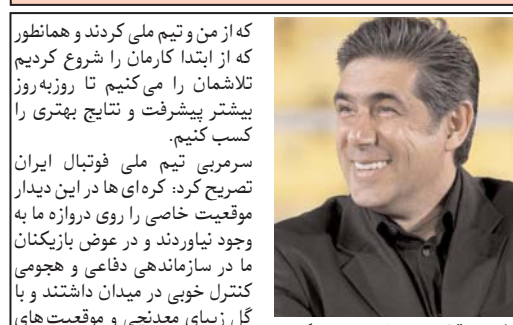 که از من و تیم ملی کردند و همانطور
که از ابتدا کارمان را شروع کردیم
تلاشمان را می‌کنیم تا روزبه‌روز
بیشتر پیشرفت و نتایج بهتری را
کسب کنیم.
سرمربی تیم ملی فوتبال ایران
تصریح کرد: کره‌ای ها در این دیدار
موقعیت خاصی را روی دروازه ما به
وجود نیاوردند و در عوض بازیکنان
ما در سازماندهی دفاعی و هجومی
کنترل خوبی در میدان داشتند و با
گل زیبای معدنچی و موقعیت‌های